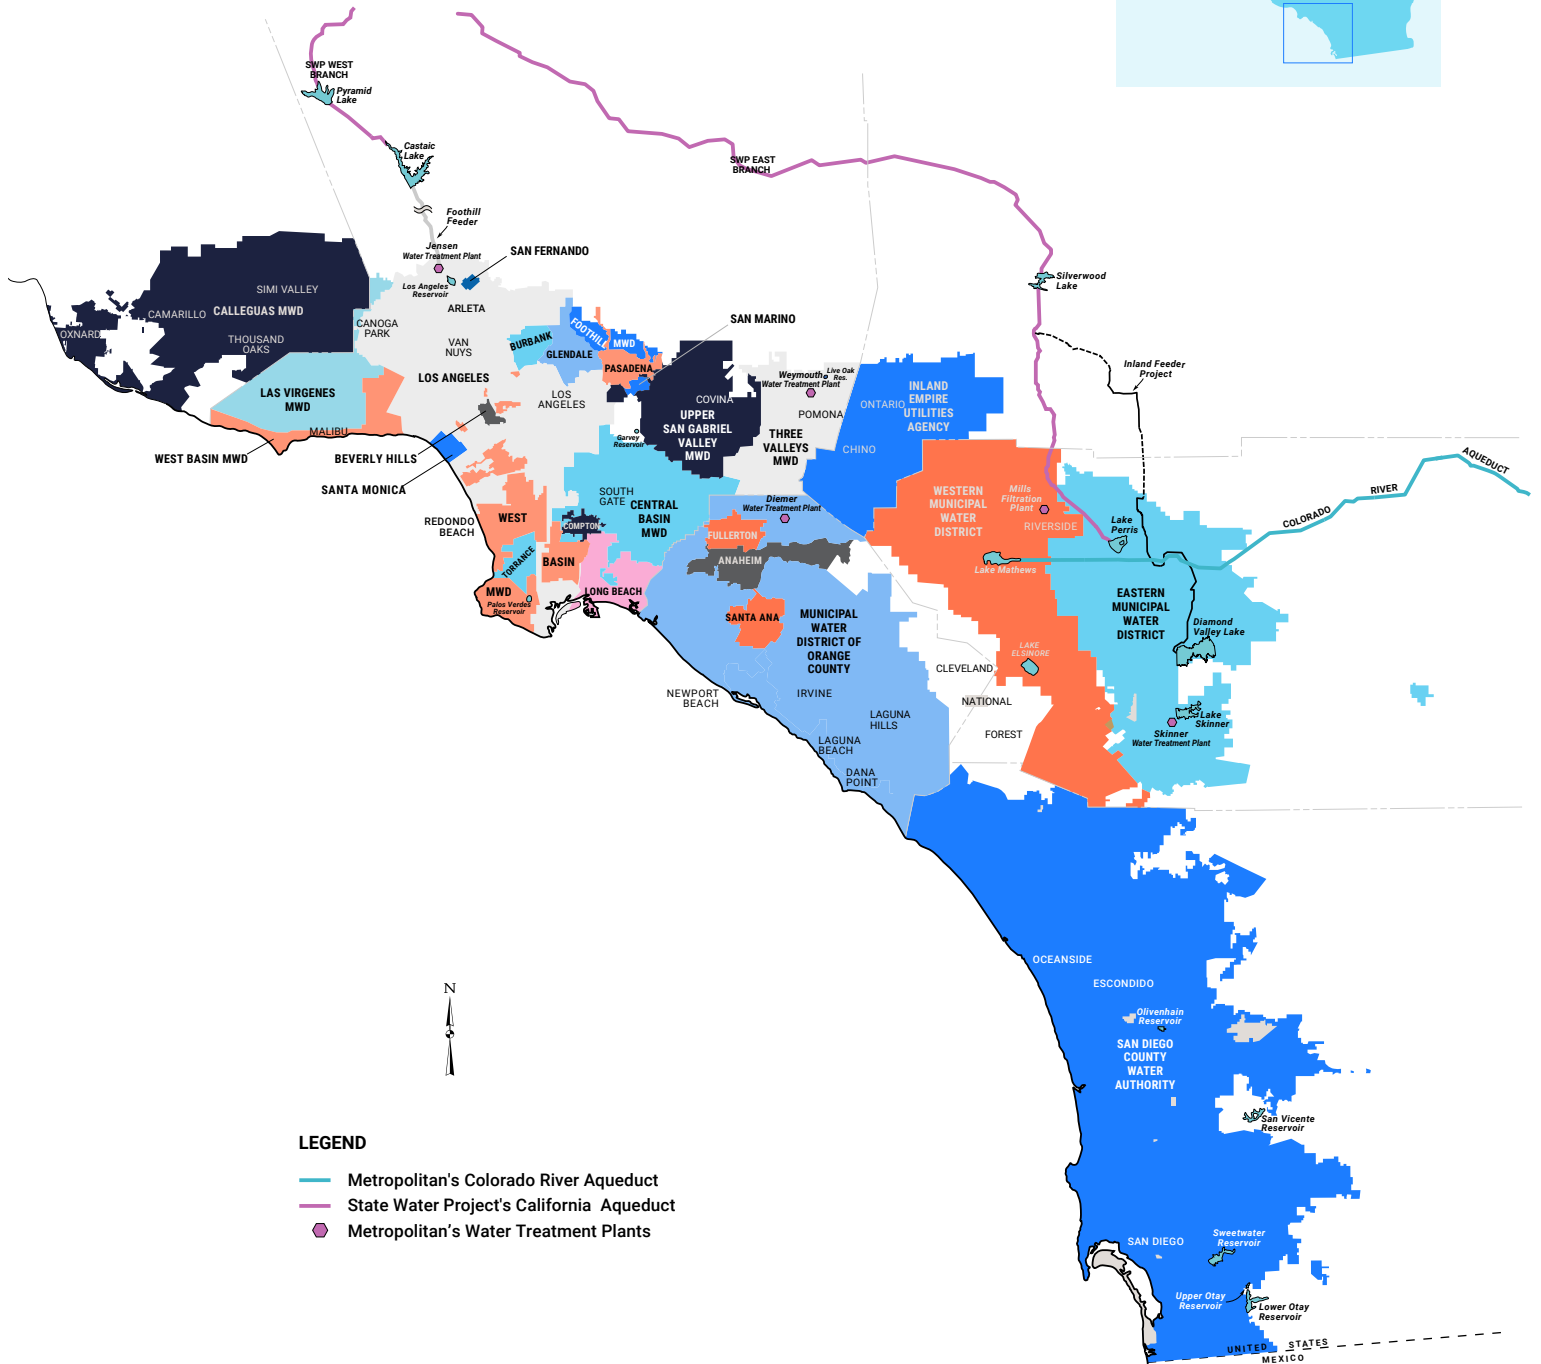 SWP WEST
BRANCH
Pyramid
Lake
Castaic
Lake
SWP EAST
BRANCH
Foothill
Feeder
Jensen
Water Treatment Plant
SAN FERNANDO
Los Angeles
Reservoir
Silverwood
Lake
SIMI VALLEY
CAMARILLO
CALLEGUAS MWD
OXNARD
THOUSAND
OAKS
ARLETA
CANOGA
PARK
VAN
NUYS
BURBANK
GLENDALE
FOOTHILL
MWD
SAN MARINO
PASADENA
LOS ANGELES
LOS
ANGELES
LAS VIRGENES
MWD
MALIBU
WEST BASIN MWD
BEVERLY HILLS
SANTA MONICA
COVINA
UPPER
SAN GABRIEL
VALLEY
MWD
Garvey
Reservoir
Weymouth
Water Treatment Plant
Live Oak
Res.
POMONA
THREE
VALLEYS
MWD
ONTARIO
INLAND
EMPIRE
UTILITIES
AGENCY
CHINO
Inland Feeder
Project
COLORADO
RIVER
AQUEDUCT
REDONDO
BEACH
WEST
BASIN
MWD
TORRANCE
Palos Verdes
Reservoir
COMPTON
SOUTH
GATE
CENTRAL
BASIN
MWD
LONG BEACH
Diemer
Water Treatment Plant
FULLERTON
ANAHEIM
SANTA ANA
MUNICIPAL
WATER
DISTRICT OF
ORANGE
COUNTY
IRVINE
NEWPORT
BEACH
LAGUNA
HILLS
LAGUNA
BEACH
DANA
POINT
WESTERN
MUNICIPAL
WATER
DISTRICT
Mills
Filtration
Plant
RIVERSIDE
Lake
Perris
Lake Mathews
EASTERN
MUNICIPAL
WATER
DISTRICT
Diamond
Valley Lake
LAKE
ELSINORE
CLEVELAND
NATIONAL
FOREST
Lake
Skinner
Skinner
Water Treatment Plant
OCEANSIDE
ESCONDIDO
Olivenhain
Reservoir
SAN DIEGO
COUNTY
WATER
AUTHORITY
San Vicente
Reservoir
SAN DIEGO
Sweetwater
Reservoir
Upper Otay
Reservoir
Lower Otay
Reservoir
UNITED STATES
MEXICO
N
LEGEND
Metropolitan's Colorado River Aqueduct
State Water Project's California Aqueduct
Metropolitan's Water Treatment Plants